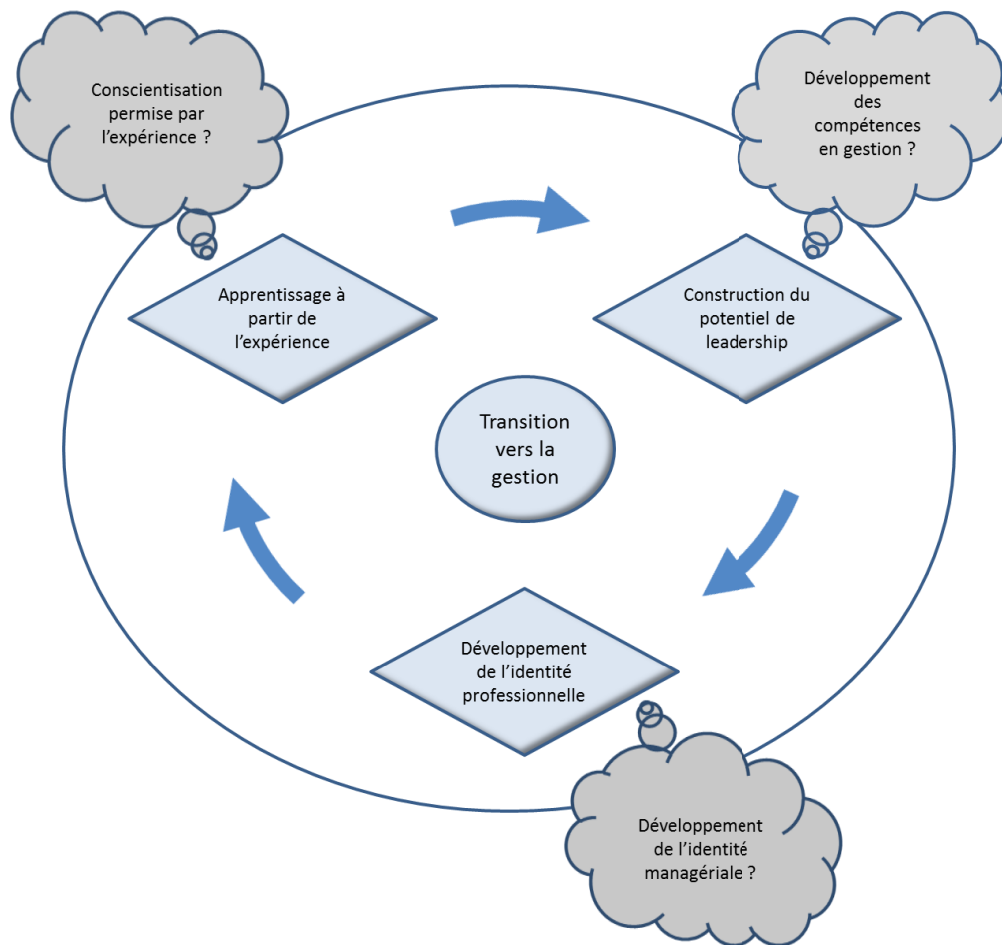 Conscientisation
permise par
l'expérience ?
Développement
des
compétences
en gestion ?
Apprentissage à
partir de
l'expérience
Construction du
potentiel de
leadership
Transition
vers la
gestion
Développement
de l'identité
professionnelle
Développement
de l'identité
managériale ?